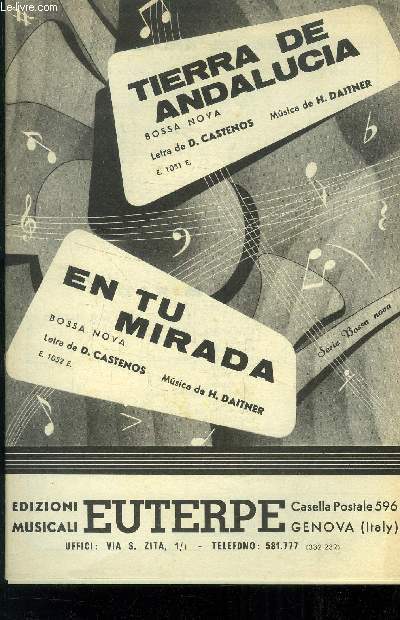 Le-Livre.com
TIERRA DE
ANDALUCIA
BOSSA NOVA
Letra de D. CASTENOS Música de H. DAITNER
E. 1051 E.
EN TU
MIRADA
BOSSA NOVA
Letra de D. CASTENOS Música de H. DAITNER
E. 1052 E.
Serie Bossa nova
EDIZIONI
MUSICALI
EUTERPE
Casella Postale 596
GENOVA (Italy)
UFFICI: VIA S. ZITA, 1/1 - TELEFONO: 581.777 (332-232)